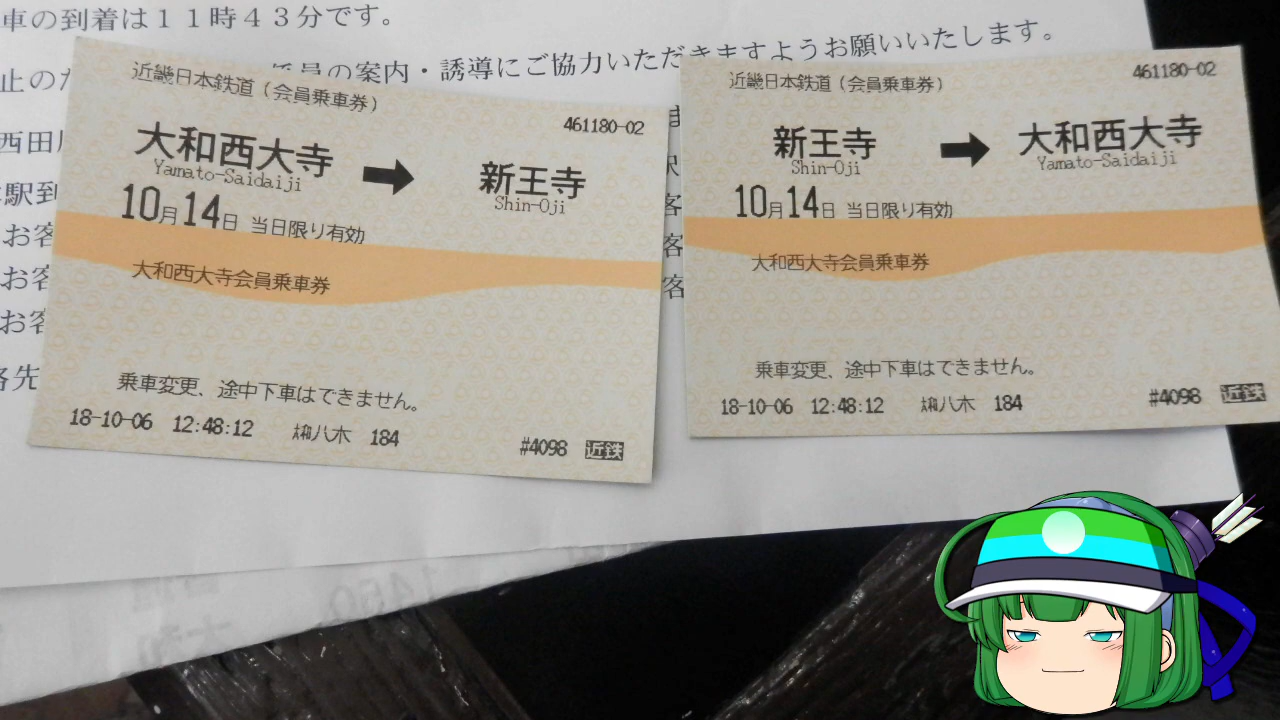 車の到着は１１時４３分です。
係員の案内・誘導にご協力いただきますようお願いいたします。
止の
西田
駅到
お客
お客
お客
絡先
駅
客
客
客
近畿日本鉄道（会員乗車券）
461180-02
大和西大寺 → 新王寺
Yamato-Saidaiji Shin-Oji
10月14日 当日限り有効
大和西大寺会員乗車券
乗車変更、途中下車はできません。
18-10-06 12:48:12 大和八木 184
#4098 近鉄
近畿日本鉄道（会員乗車券）
461180-02
新王寺 → 大和西大寺
Shin-Oji Yamato-Saidaiji
10月14日 当日限り有効
大和西大寺会員乗車券
乗車変更、途中下車はできません。
18-10-06 12:48:12 大和八木 184
#4098 近鉄